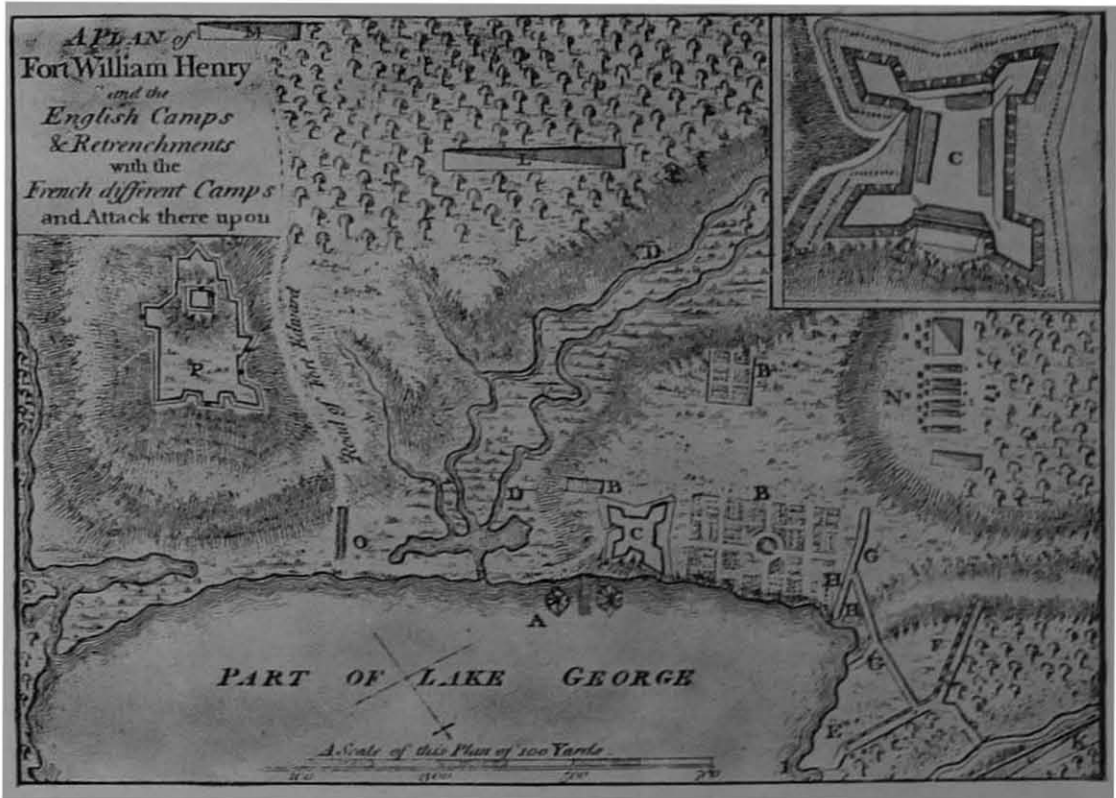 A PLAN of
M
Fort William Henry
and the
English Camps
& Retrenchments
with the
French different Camps
and Attack there upon
L
C
D
Road of Fort Edward
P
B
N
D
B
B
C
O
G
H
H
A
G
F
PART OF LAKE GEORGE
E
K
I
A Scale of this Plan of 100 Yards